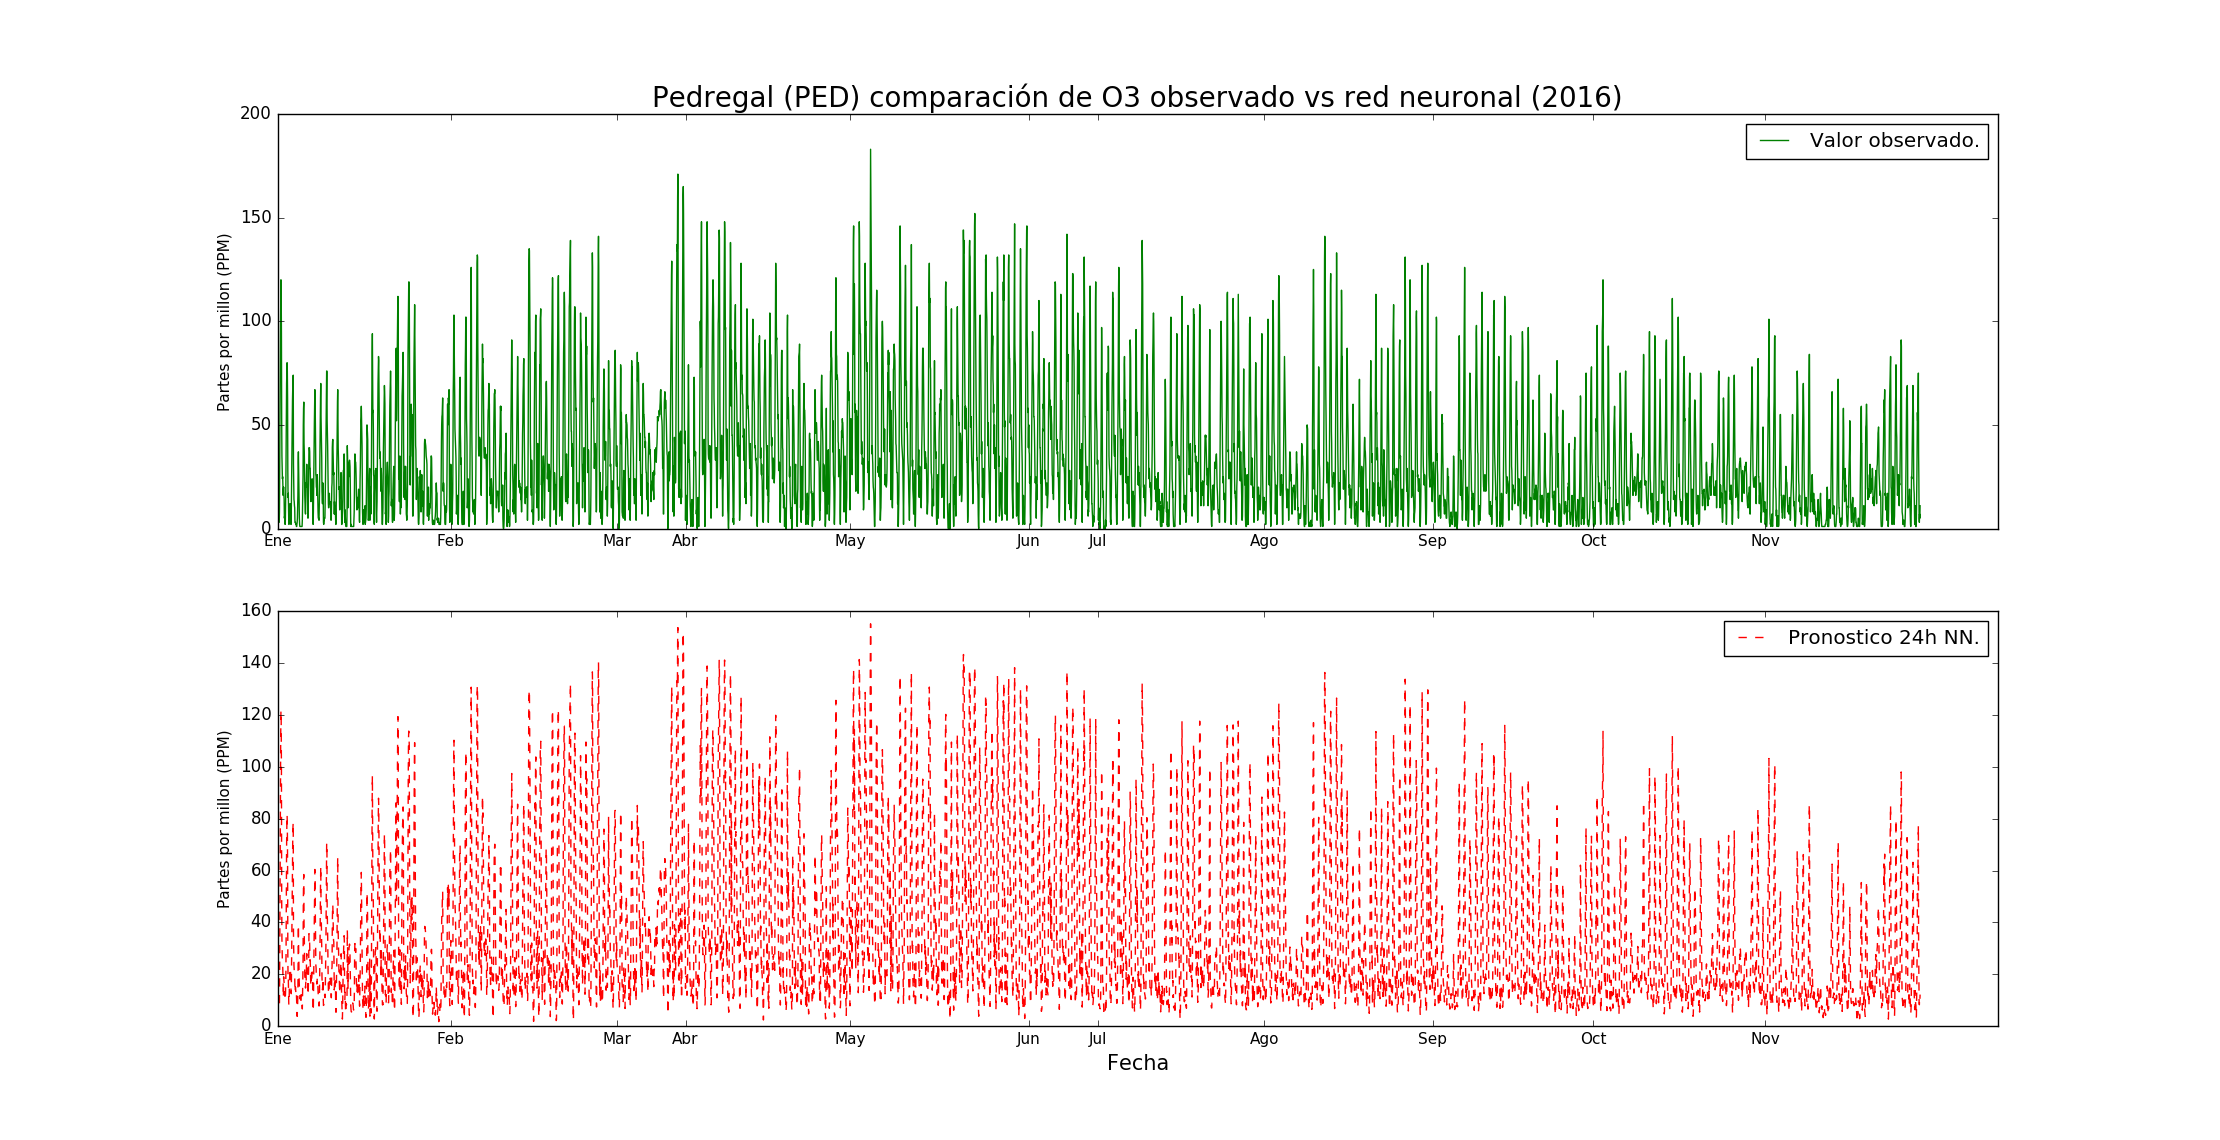 Pedregal (PED) comparación de O3 observado vs red neuronal (2016)
200
150
100
50
0
Partes por millon (PPM)
Valor observado.
Ene Feb Mar Abr May Jun Jul Ago Sep Oct Nov
160
140
120
100
80
60
40
20
0
Partes por millon (PPM)
Pronostico 24h NN.
Ene Feb Mar Abr May Jun Jul Ago Sep Oct Nov
Fecha